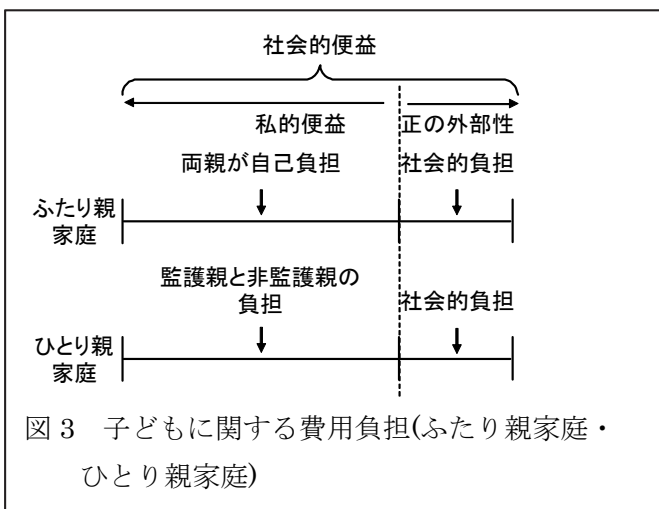 社会的便益
私的便益
正の外部性
両親が自己負担
社会的負担
ふたり親
家庭
監護親と非監護親の
負担
社会的負担
ひとり親
家庭
図 3 子どもに関する費用負担(ふたり親家庭・
ひとり親家庭)